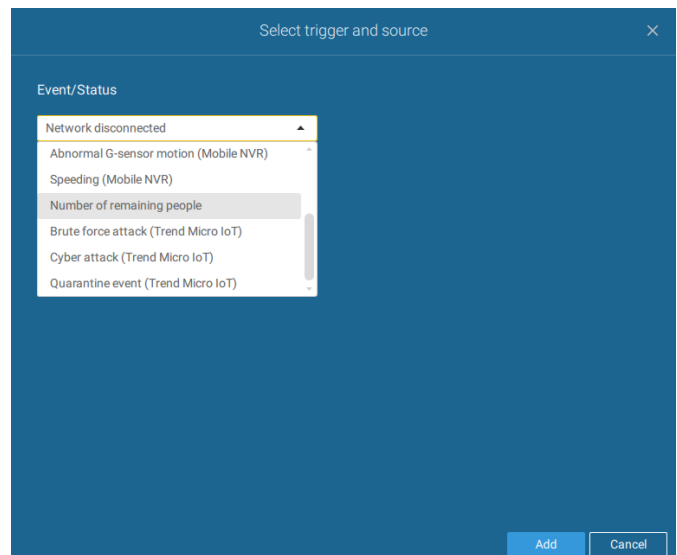 Select trigger and source
Event/Status
Network disconnected
Abnormal G-sensor motion (Mobile NVR)
Speeding (Mobile NVR)
Number of remaining people
Brute force attack (Trend Micro IoT)
Cyber attack (Trend Micro IoT)
Quarantine event (Trend Micro IoT)
Add Cancel